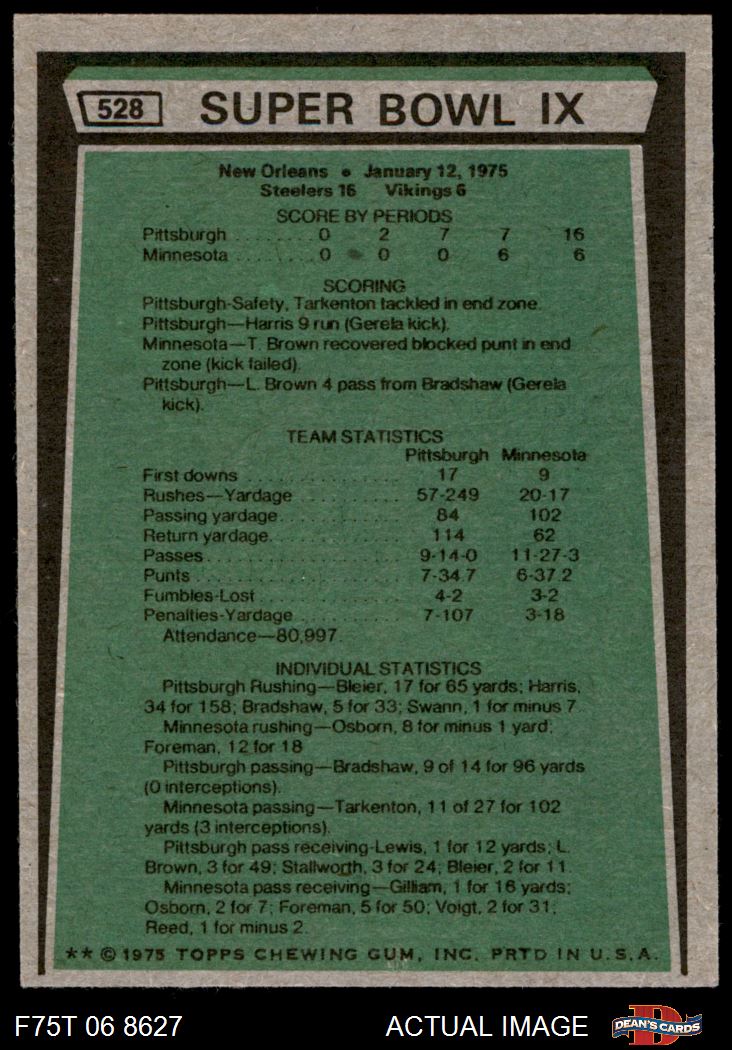 528 SUPER BOWL IX
New Orleans • January 12, 1975
Steelers 16 Vikings 6
SCORE BY PERIODS
Pittsburgh ........ 0 2 7 7 16
Minnesota ........ 0 0 0 6 6
SCORING
Pittsburgh-Safety, Tarkenton tackled in end zone.
Pittsburgh—Harris 9 run (Gerela kick).
Minnesota—T. Brown recovered blocked punt in end
zone (kick failed).
Pittsburgh—L. Brown 4 pass from Bradshaw (Gerela
kick).
TEAM STATISTICS
Pittsburgh Minnesota
First downs ................ 17 9
Rushes—Yardage .......... 57-249 20-17
Passing yardage ............ 84 102
Return yardage ............. 114 62
Passes .................... 9-14-0 11-27-3
Punts ..................... 7-34.7 6-37.2
Fumbles-Lost .............. 4-2 3-2
Penalties-Yardage .......... 7-107 3-18
Attendance—80,997.
INDIVIDUAL STATISTICS
Pittsburgh Rushing—Bleier, 17 for 65 yards; Harris,
34 for 158; Bradshaw, 5 for 33; Swann, 1 for minus 7.
Minnesota rushing—Osborn, 8 for minus 1 yard;
Foreman, 12 for 18
Pittsburgh passing—Bradshaw, 9 of 14 for 96 yards
(0 interceptions).
Minnesota passing—Tarkenton, 11 of 27 for 102
yards (3 interceptions).
Pittsburgh pass receiving-Lewis, 1 for 12 yards; L.
Brown, 3 for 49; Stallworth, 3 for 24; Bleier, 2 for 11.
Minnesota pass receiving—Gilliam, 1 for 16 yards;
Osborn, 2 for 7; Foreman, 5 for 50; Voigt, 2 for 31;
Reed, 1 for minus 2.
** © 1975 TOPPS CHEWING GUM, INC. PRTD IN U.S.A.
F75T 06 8627 ACTUAL IMAGE D DEAN'S CARDS